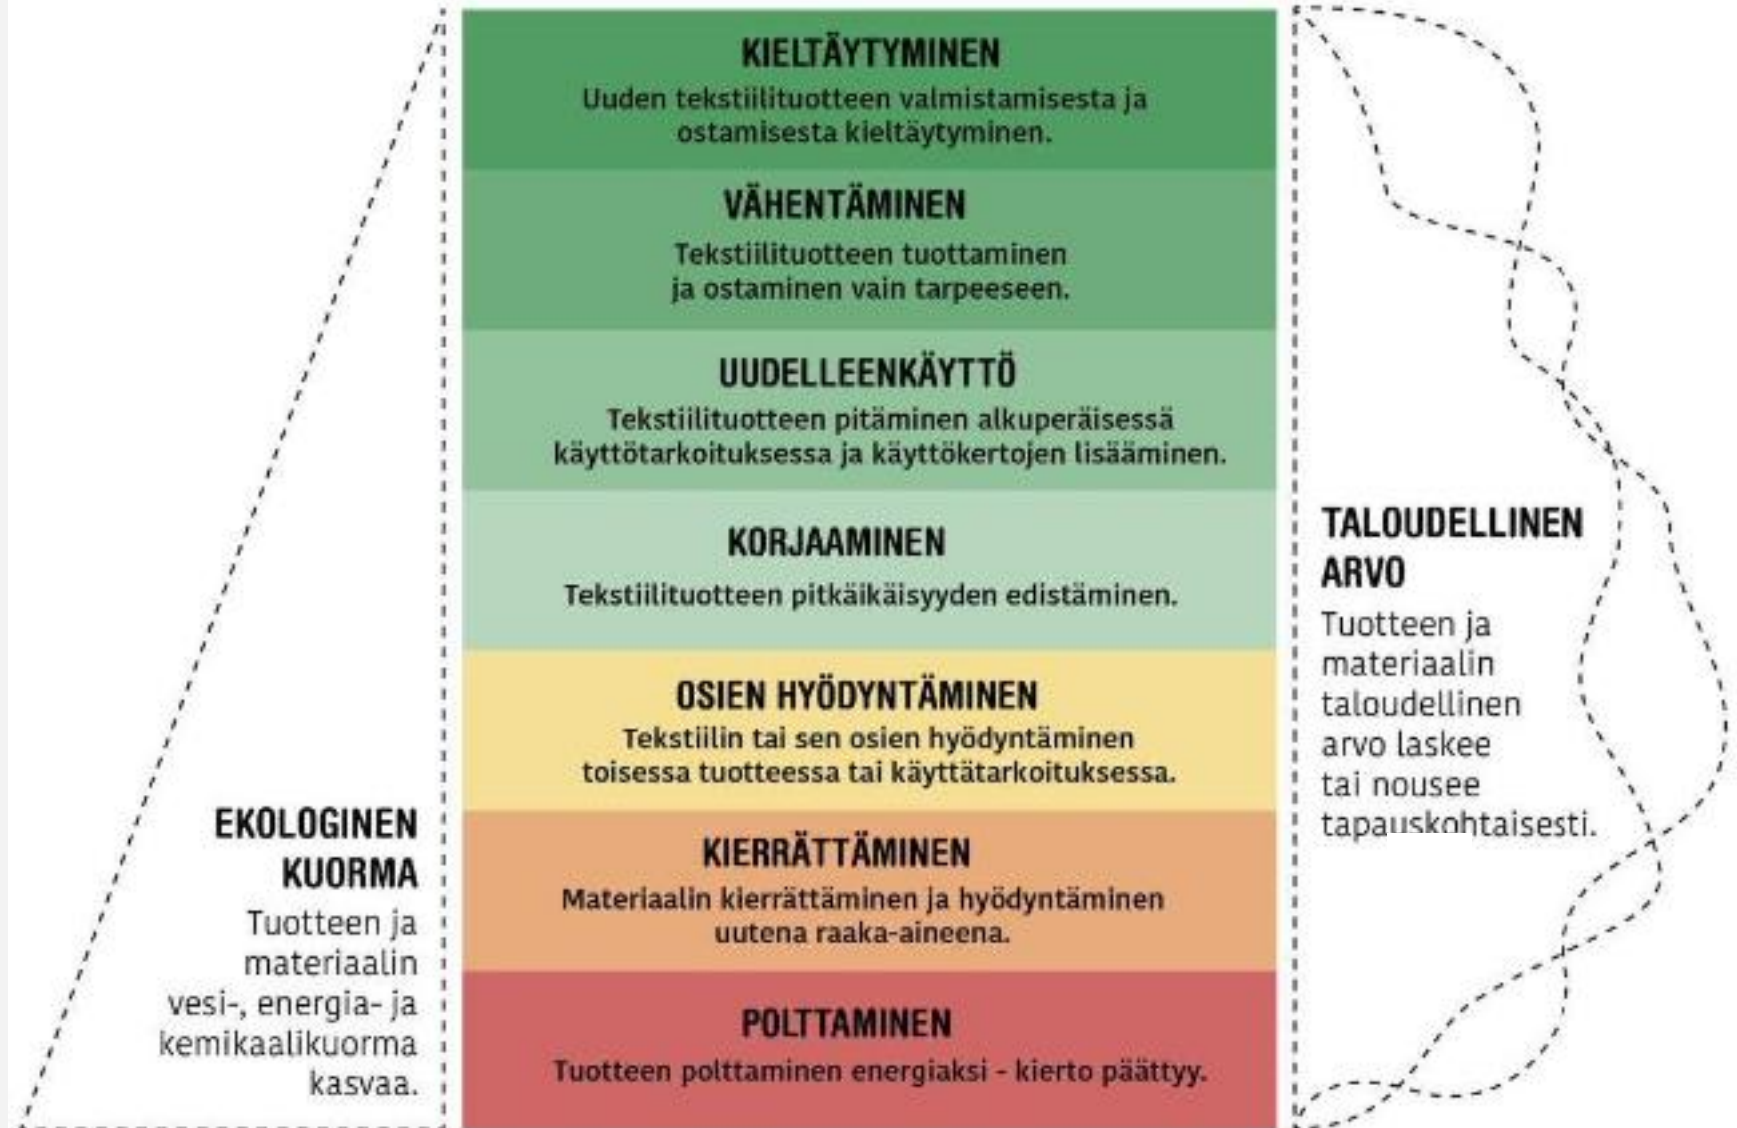 KIELTÄYTYMINEN
Uuden tekstiilituotteen valmistamisesta ja
ostamisesta kieltäytyminen.
VÄHENTÄMINEN
Tekstiilituotteen tuottaminen
ja ostaminen vain tarpeeseen.
UUDELLEENKÄYTTÖ
Tekstiilituotteen pitäminen alkuperäisessä
käyttötarkoituksessa ja käyttökertojen lisääminen.
KORJAAMINEN
Tekstiilituotteen pitkäikäisyyden edistäminen.
OSIEN HYÖDYNTÄMINEN
Tekstiilin tai sen osien hyödyntäminen
toisessa tuotteessa tai käyttätarkoituksessa.
KIERRÄTTÄMINEN
Materiaalin kierrättäminen ja hyödyntäminen
uutena raaka-aineena.
POLTTAMINEN
Tuotteen polttaminen energiaksi - kierto päättyy.
EKOLOGINEN
KUORMA
Tuotteen ja
materiaalin
vesi-, energia- ja
kemikaalikuorma
kasvaa.
TALOUDELLINEN
ARVO
Tuotteen ja
materiaalin
taloudellinen
arvo laskee
tai nousee
tapauskohtaisesti.